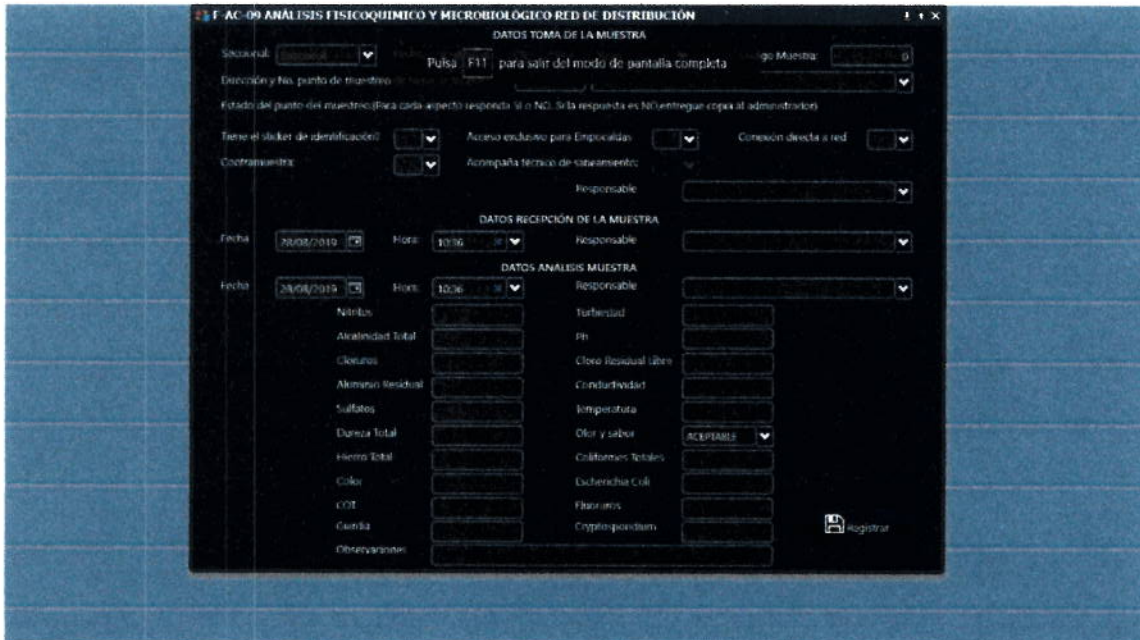 F-AC-09 ANÁLISIS FISICOQUIMICO Y MICROBIOLÓGICO RED DE DISTRIBUCIÓN
DATOS TOMA DE LA MUESTRA
Seccional: go Muestra: 0
Pulsa F11 para salir del modo de pantalla completa
Dirección y No. punto de muestreo
Estado del punto del muestreo:(Para cada aspecto responda SI o NO. Si la respuesta es NO entregue copia al administrador)
Tiene el sticker de identificación? Acceso exclusivo para Empocaldas Conexión directa a red
Contramuestra: Acompaña técnico de saneamiento:
Responsable
DATOS RECEPCIÓN DE LA MUESTRA
Fecha 28/08/2019 Hora: 10:36 Responsable
DATOS ANALISIS MUESTRA
Fecha 28/08/2019 Hora: 10:36 Responsable
Nitritos Turbiedad
Alcalinidad Total Ph
Cloruros Cloro Residual Libre
Aluminio Residual Conductividad
Sulfatos Temperatura
Dureza Total Olor y sabor ACEPTABLE
Hierro Total Coliformes Totales
Color Escherichia Coli
COT Fluoruros
Giardia Cryptosporidium
Registrar
Observaciones